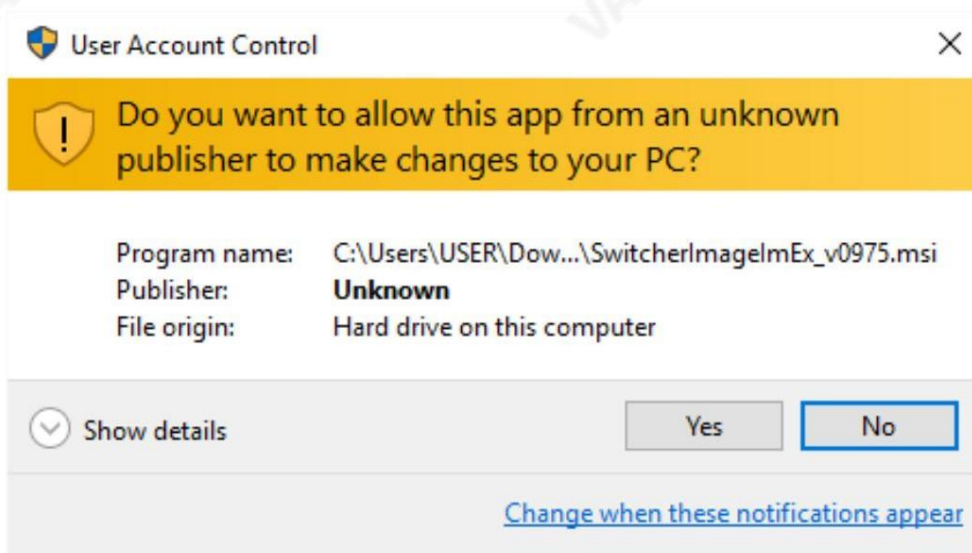 User Account Control
Do you want to allow this app from an unknown
publisher to make changes to your PC?
Program name: C:\Users\USER\Dow...\SwitcherImageImEx_v0975.msi
Publisher: Unknown
File origin: Hard drive on this computer
Show details
Yes
No
Change when these notifications appear